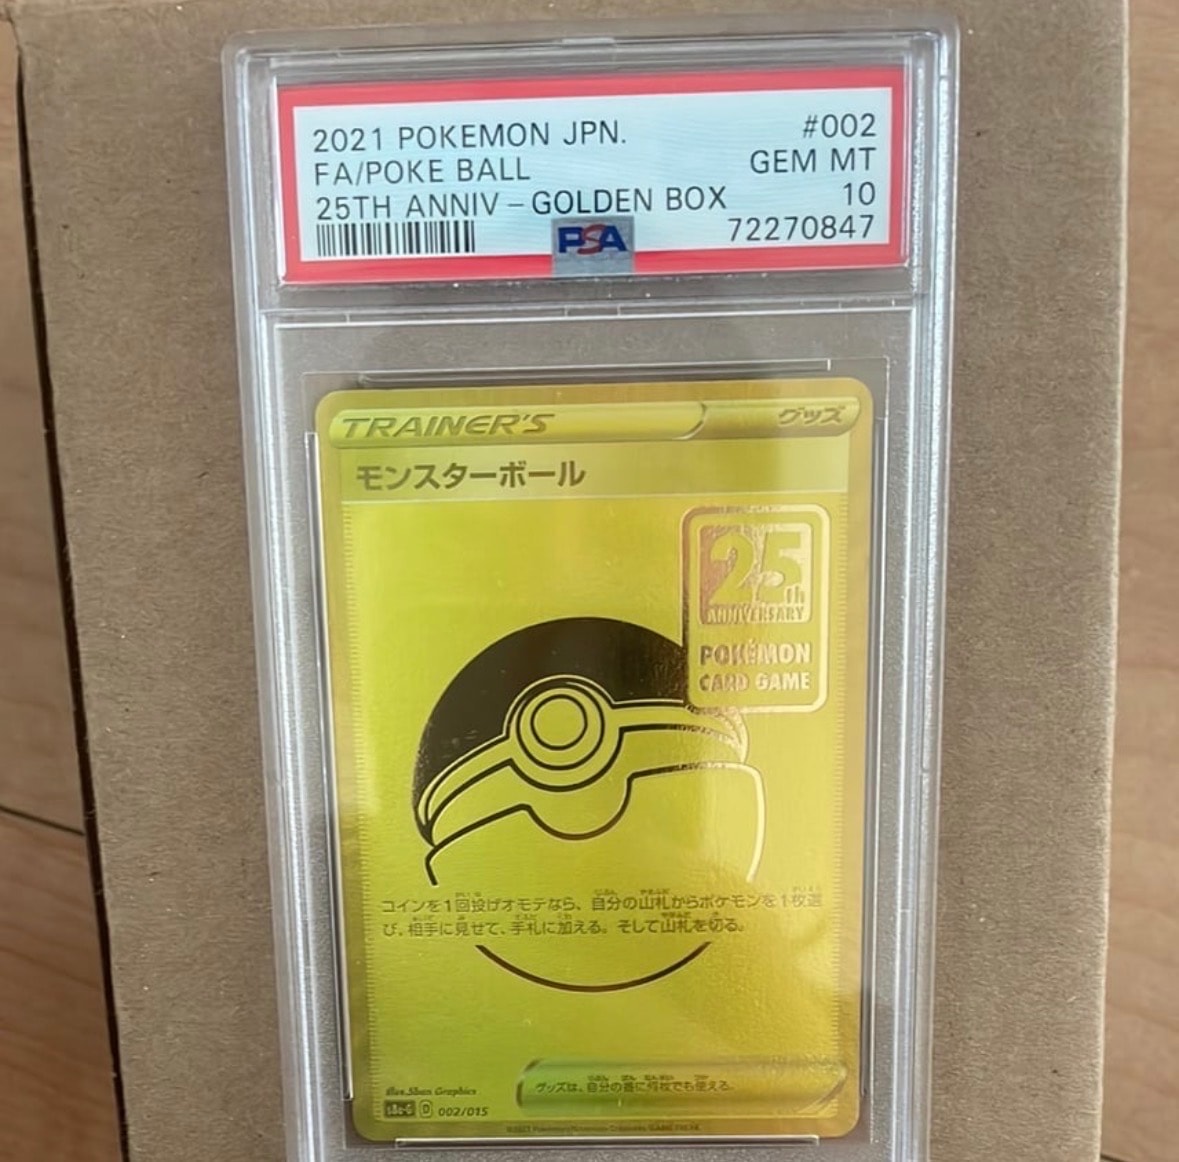 2021 POKEMON JPN. #002
FA/POKE BALL GEM MT
25TH ANNIV - GOLDEN BOX 10
PSA 72270847
TRAINER'S グッズ
モンスターボール
25th
ANNIVERSARY
POKÉMON
CARD GAME
コインを1回投げオモテなら、自分の山札からポケモンを1枚選
び、相手に見せて、手札に加える。そして山札を切る。
グッズは、自分の番に何枚でも使える。
Illus. Sban Graphics
s8a-G D 002/015